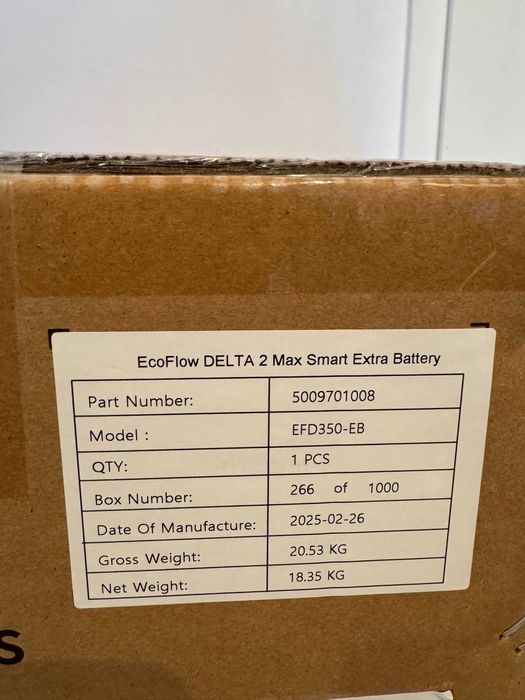 EcoFlow DELTA 2 Max Smart Extra Battery
Part Number: 5009701008
Model : EFD350-EB
QTY: 1 PCS
Box Number: 266 of 1000
Date Of Manufacture: 2025-02-26
Gross Weight: 20.53 KG
Net Weight: 18.35 KG
S